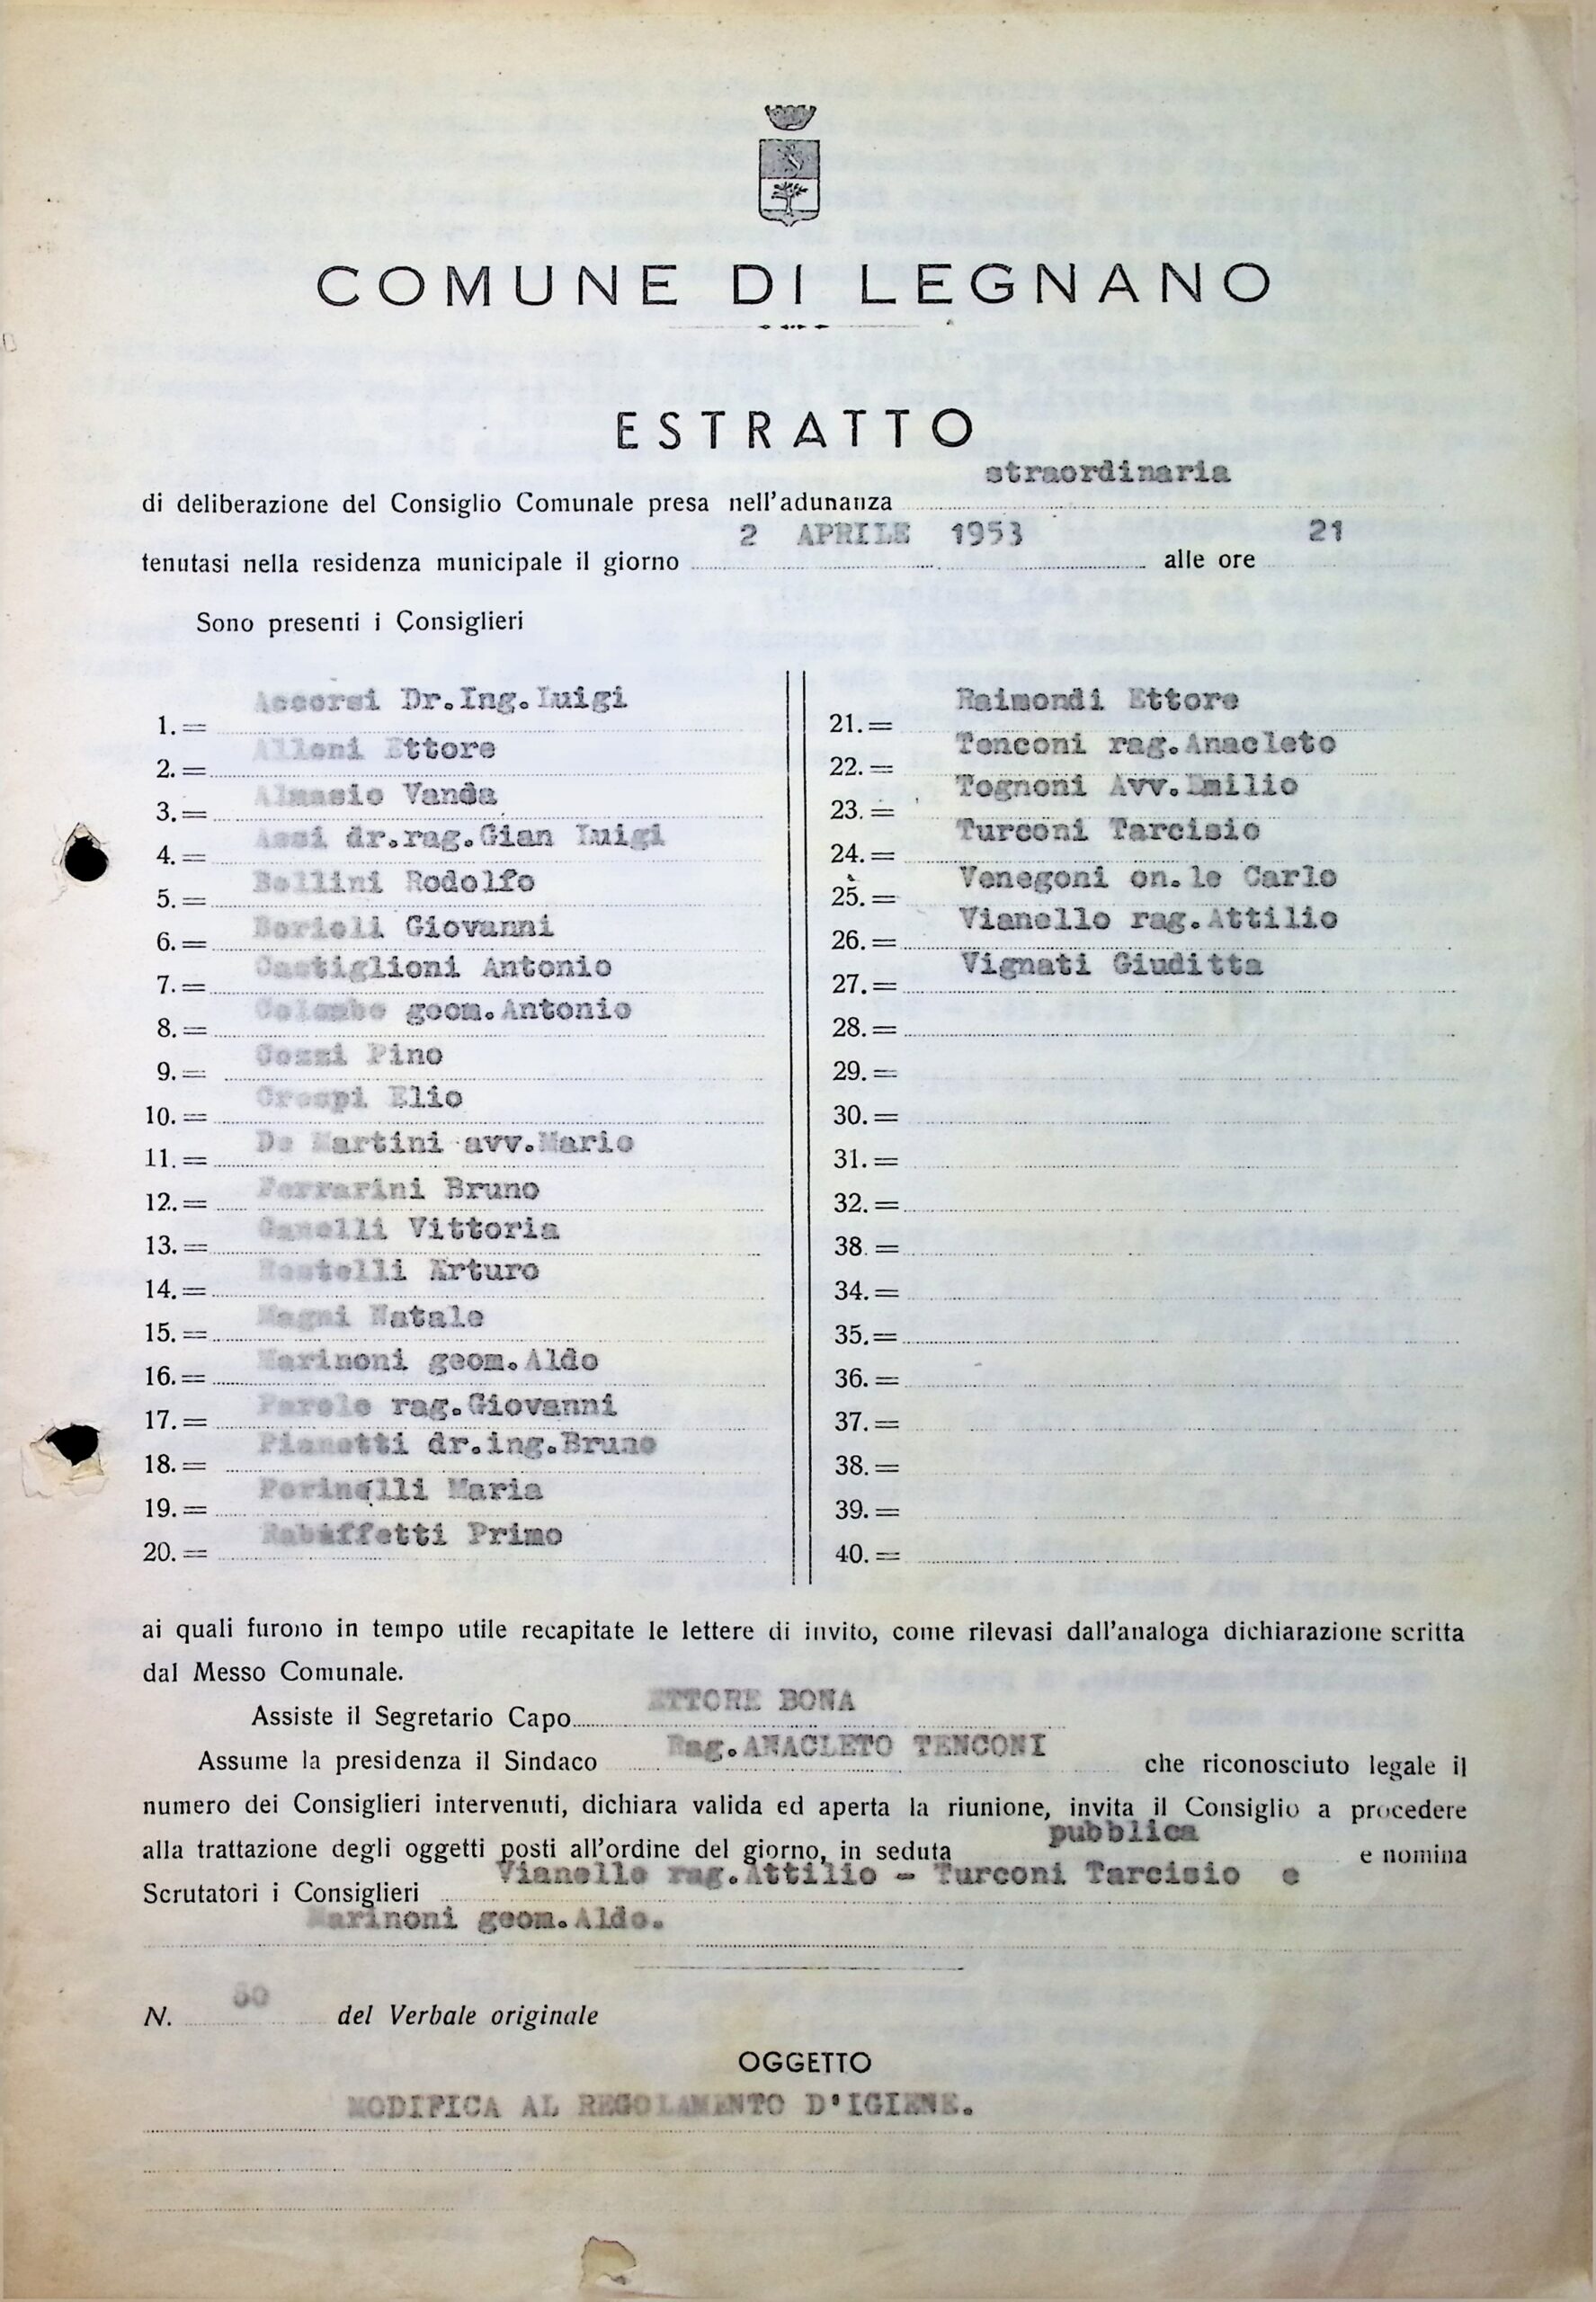 COMUNE DI LEGNANO
ESTRATTO
di deliberazione del Consiglio Comunale presa nell'adunanza straordinaria
tenutasi nella residenza municipale il giorno 2 APRILE 1953 alle ore 21
Sono presenti i Consiglieri
1.= Accorsi Dr.Ing.Luigi
2.= Alloni Ettore
3.= Almasio Vanda
4.= Assi dr.rag.Gian Luigi
5.= Bellini Rodolfo
6.= Borioli Giovanni
7.= Castiglioni Antonio
8.= Colombo geom.Antonio
9.= Cozzi Pino
10.= Crespi Elio
11.= De Martini avv.Mario
12.= Ferrarini Bruno
13.= Ganelli Vittoria
14.= Arturo
15.= Magni Natale
16.= Marinoni geom.Aldo
17.= Parolo rag.Giovanni
18.= Pianetti dr.ing.Bruno
19.= Porinelli Maria
20.= Rabuffetti Primo
21.= Raimondi Ettore
22.= Tenconi rag.Anacleto
23.= Tognoni Avv.Emilio
24.= Turconi Tarcisio
25.= Venegoni on.le Carlo
26.= Vianello rag.Attilio
27.= Vignati Giuditta
28.=
29.=
30.=
31.=
32.=
38.=
34.=
35.=
36.=
37.=
38.=
39.=
40.=
ai quali furono in tempo utile recapitate le lettere di invito, come rilevasi dall'analoga dichiarazione scritta
dal Messo Comunale.
Assiste il Segretario Capo ETTORE BONA
Assume la presidenza il Sindaco Rag.ANACLETO TENCONI che riconosciuto legale il
numero dei Consiglieri intervenuti, dichiara valida ed aperta la riunione, invita il Consiglio a procedere
alla trattazione degli oggetti posti all'ordine del giorno, in seduta pubblica e nomina
Scrutatori i Consiglieri Vianello rag.Attilio - Turconi Tarcisio e
Marinoni geom.Aldo.
N. del Verbale originale
OGGETTO
MODIFICA AL REGOLAMENTO D'IGIENE.